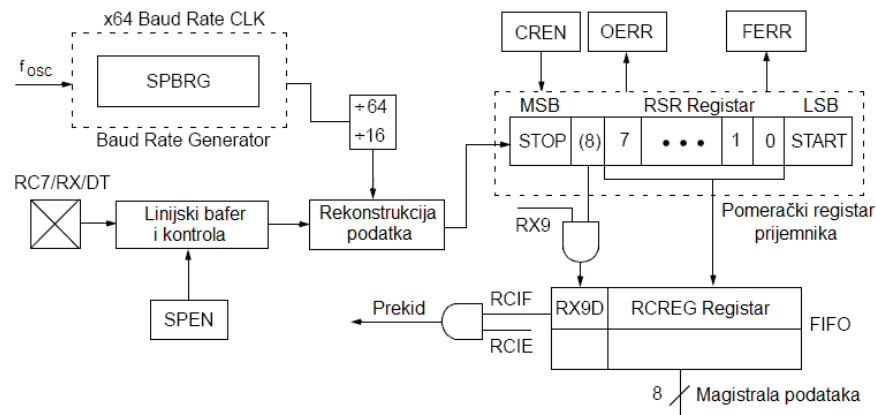 x64 Baud Rate CLK
fosc
SPBRG
Baud Rate Generator
÷64
÷16
CREN
OERR
FERR
MSB
RSR Registar
LSB
STOP
(8)
7
• • •
1
0
START
RC7/RX/DT
Linijski bafer
i kontrola
Rekonstrukcija
podatka
RX9
Pomerački registar
prijemnika
SPEN
Prekid
RCIF
RCIE
RX9D
RCREG Registar
FIFO
8
Magistrala podataka